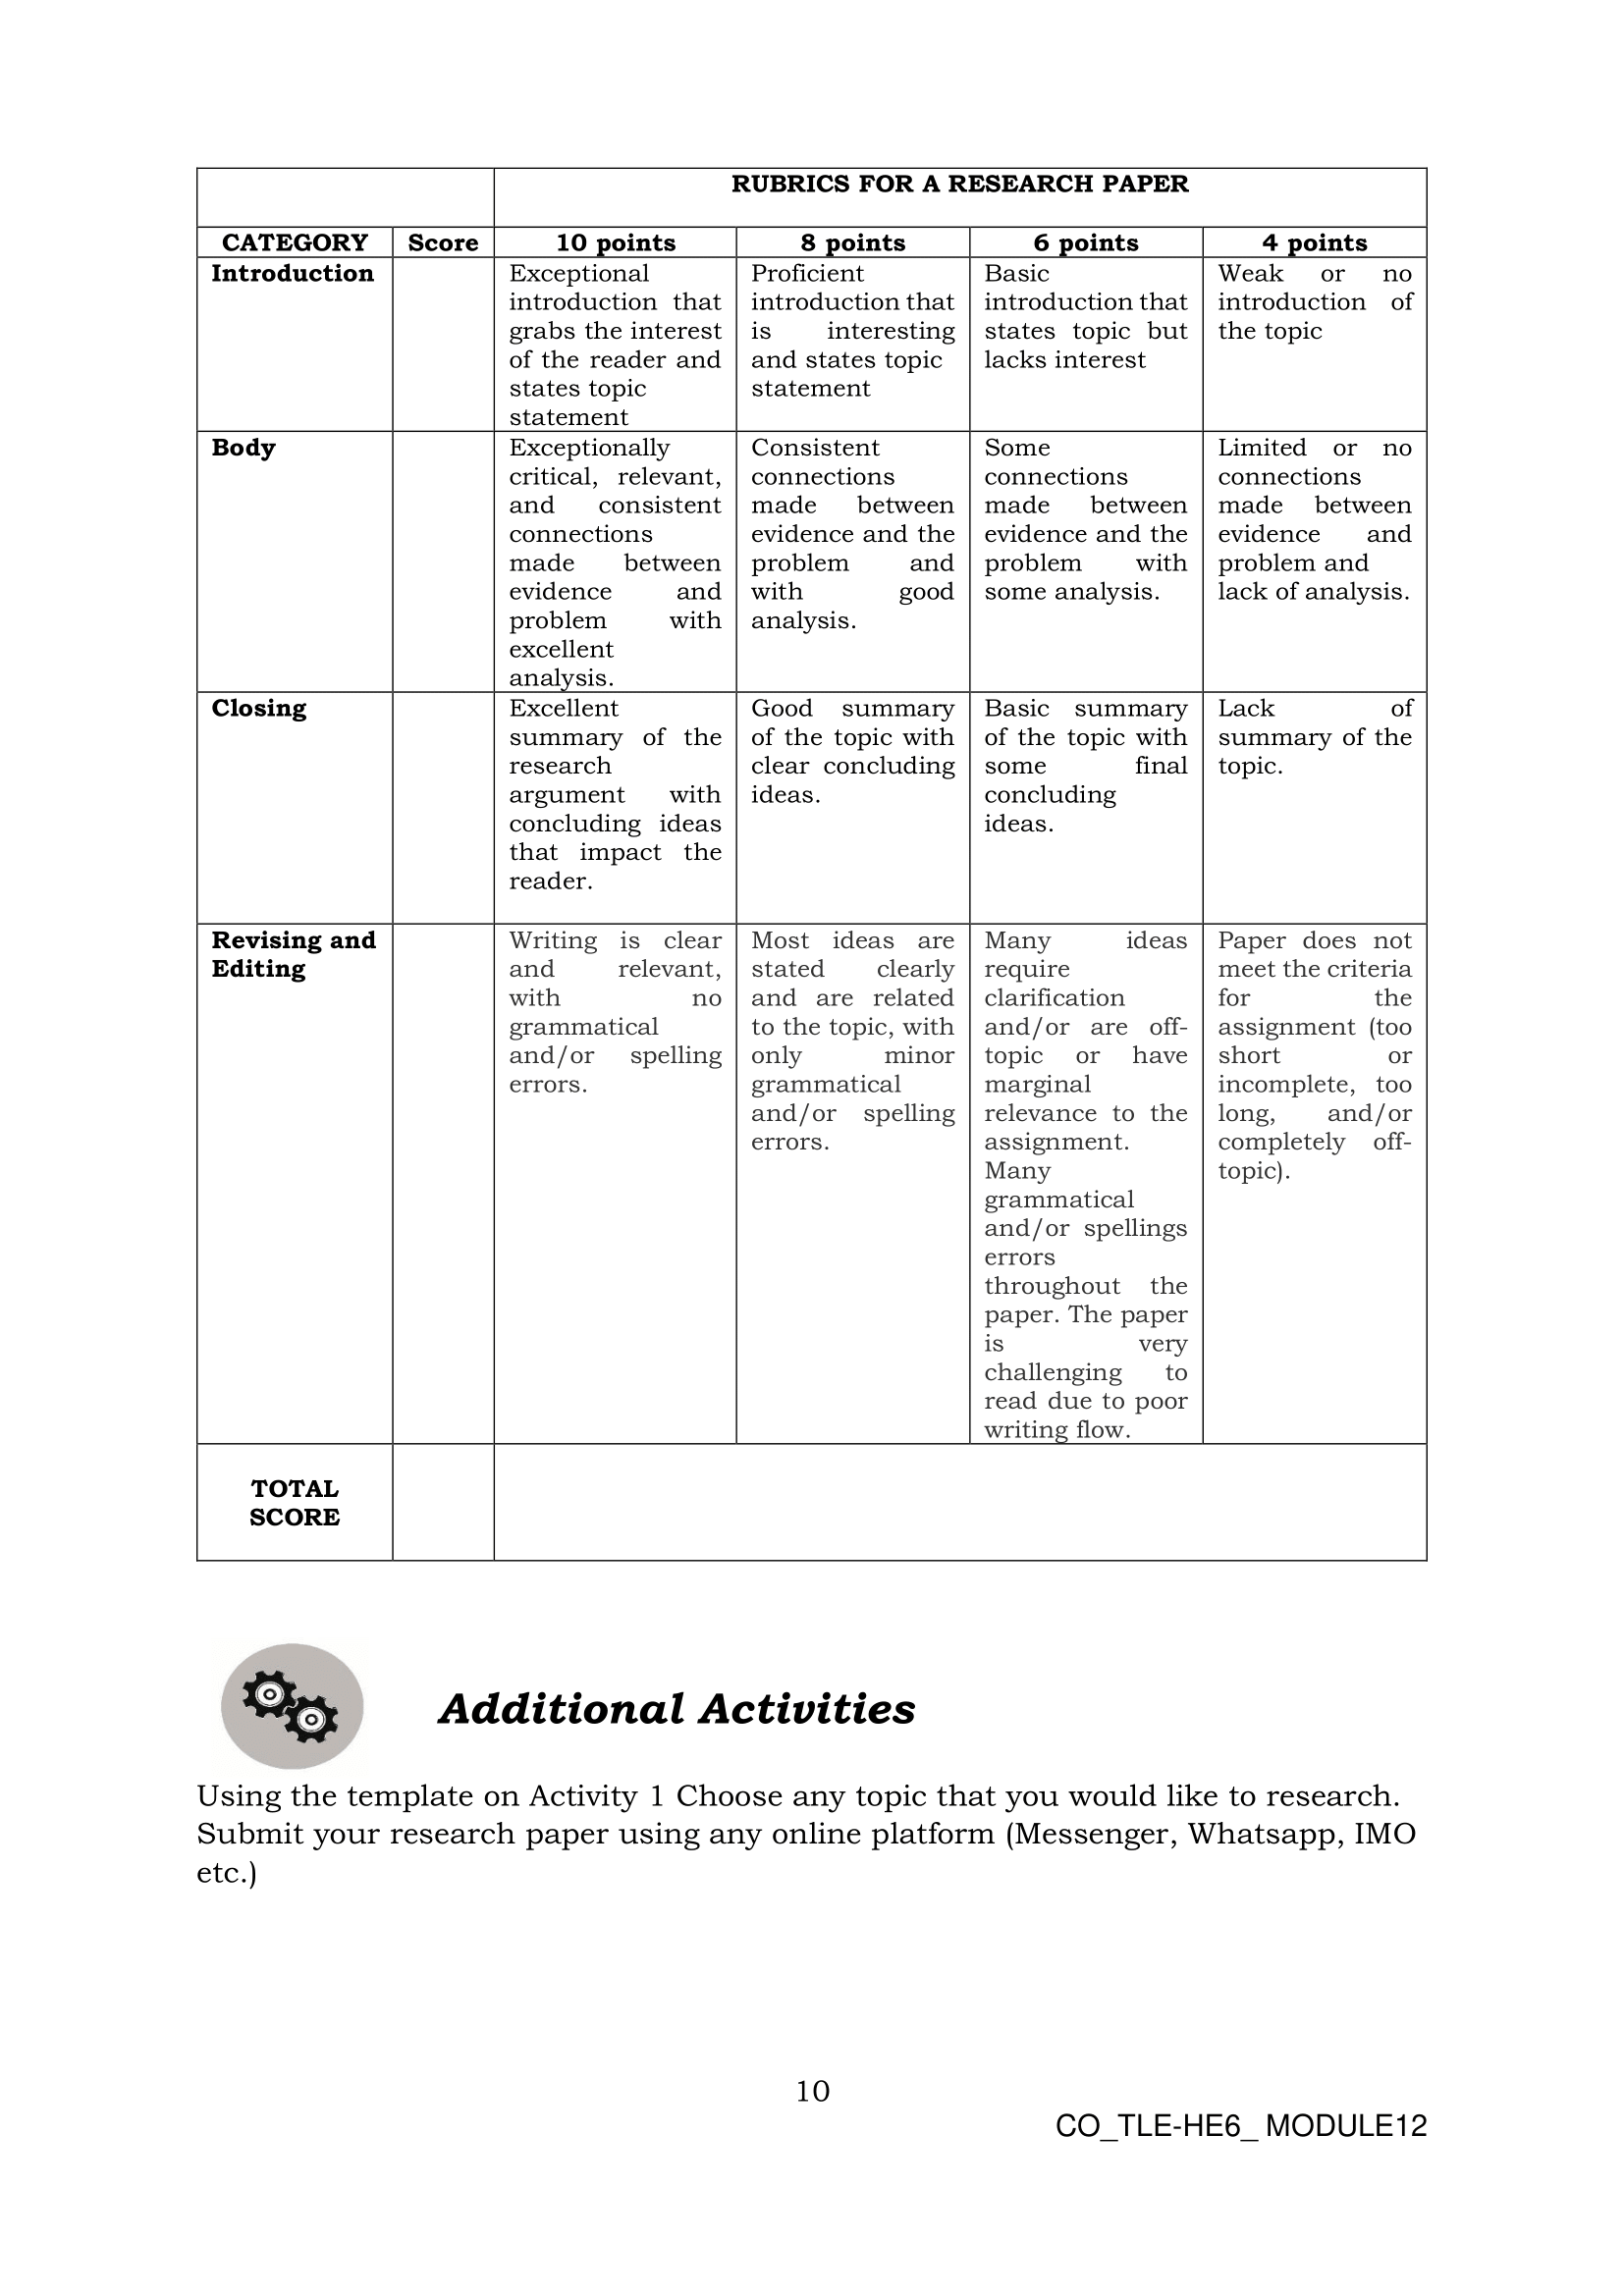 RUBRICS FOR A RESEARCH PAPER
CATEGORY Score 10 points 8 points 6 points 4 points
Introduction
Exceptional
introduction that
grabs the interest
of the reader and
states topic
statement
Proficient
introduction that
is interesting
and states topic
statement
Basic
introduction that
states topic but
lacks interest
Weak or no
introduction of
the topic
Body
Exceptionally
critical, relevant,
and consistent
connections
made between
evidence and
problem with
excellent
analysis.
Consistent
connections
made between
evidence and the
problem and
with good
analysis.
Some
connections
made between
evidence and the
problem with
some analysis.
Limited or no
connections
made between
evidence and
problem and
lack of analysis.
Closing
Excellent
summary of the
research
argument with
concluding ideas
that impact the
reader.
Good summary
of the topic with
clear concluding
ideas.
Basic summary
of the topic with
some final
concluding
ideas.
Lack of
summary of the
topic.
Revising and
Editing
Writing is clear
and relevant,
with no
grammatical
and/or spelling
errors.
Most ideas are
stated clearly
and are related
to the topic, with
only minor
grammatical
and/or spelling
errors.
Many ideas
require
clarification
and/or are off-
topic or have
marginal
relevance to the
assignment.
Many
grammatical
and/or spellings
errors
throughout the
paper. The paper
is very
challenging to
read due to poor
writing flow.
Paper does not
meet the criteria
for the
assignment (too
short or
incomplete, too
long, and/or
completely off-
topic).
TOTAL
SCORE
Additional Activities
Using the template on Activity 1 Choose any topic that you would like to research.
Submit your research paper using any online platform (Messenger, Whatsapp, IMO
etc.)
10
CO_TLE-HE6_ MODULE12